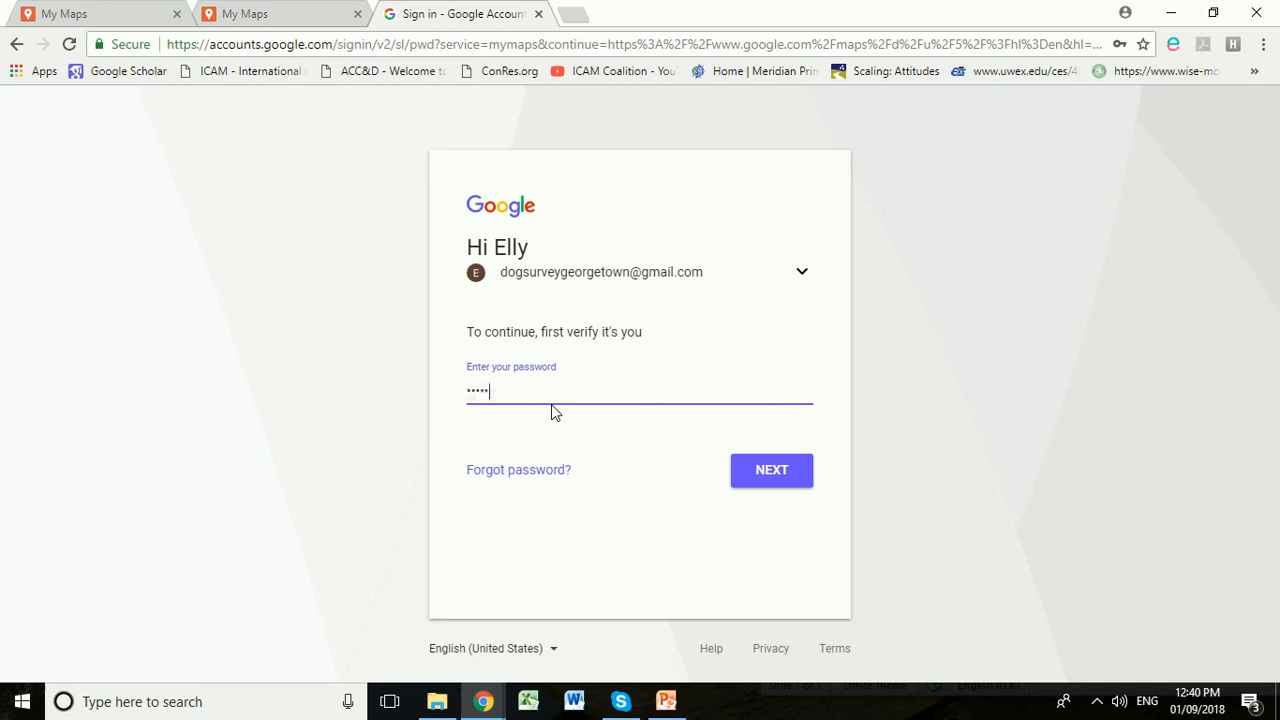 My Maps
My Maps
Sign in - Google Accoun
Secure
https://accounts.google.com/signin/v2/sl/pwd?service=mymaps&continue=https%3A%2F%2Fwww.google.com%2Fmaps%2Fd%2Fu%2F5%2F%3Fhl%3Den&hl=...
Apps
Google Scholar
ICAM - International
ACC&D - Welcome to
ConRes.org
ICAM Coalition - You
Home | Meridian Prin
Scaling: Attitudes
www.uwex.edu/ces/4
https://www.wise-mo
»
Google
Hi Elly
E
dogsurveygeorgetown@gmail.com
To continue, first verify it's you
Enter your password
•••••
Forgot password?
NEXT
English (United States)
Help
Privacy
Terms
Type here to search
ENG
12:40 PM
01/09/2018
3